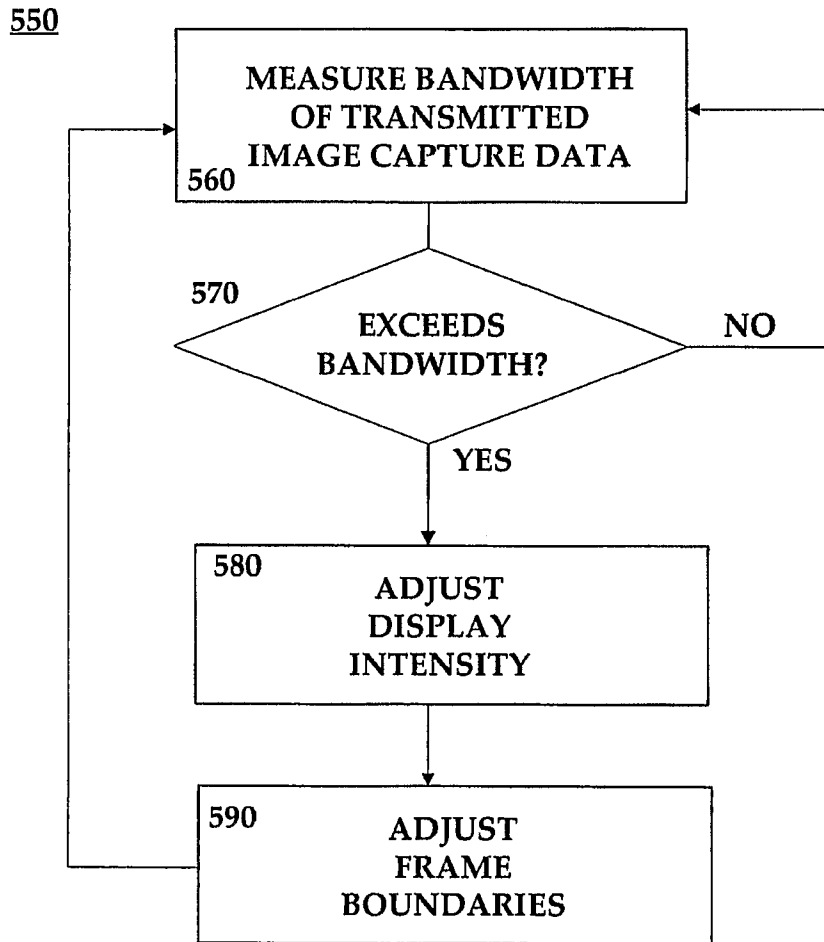 550
MEASURE BANDWIDTH
OF TRANSMITTED
IMAGE CAPTURE DATA
560
570
EXCEEDS
BANDWIDTH?
NO
YES
580
ADJUST
DISPLAY
INTENSITY
590
ADJUST
FRAME
BOUNDARIES